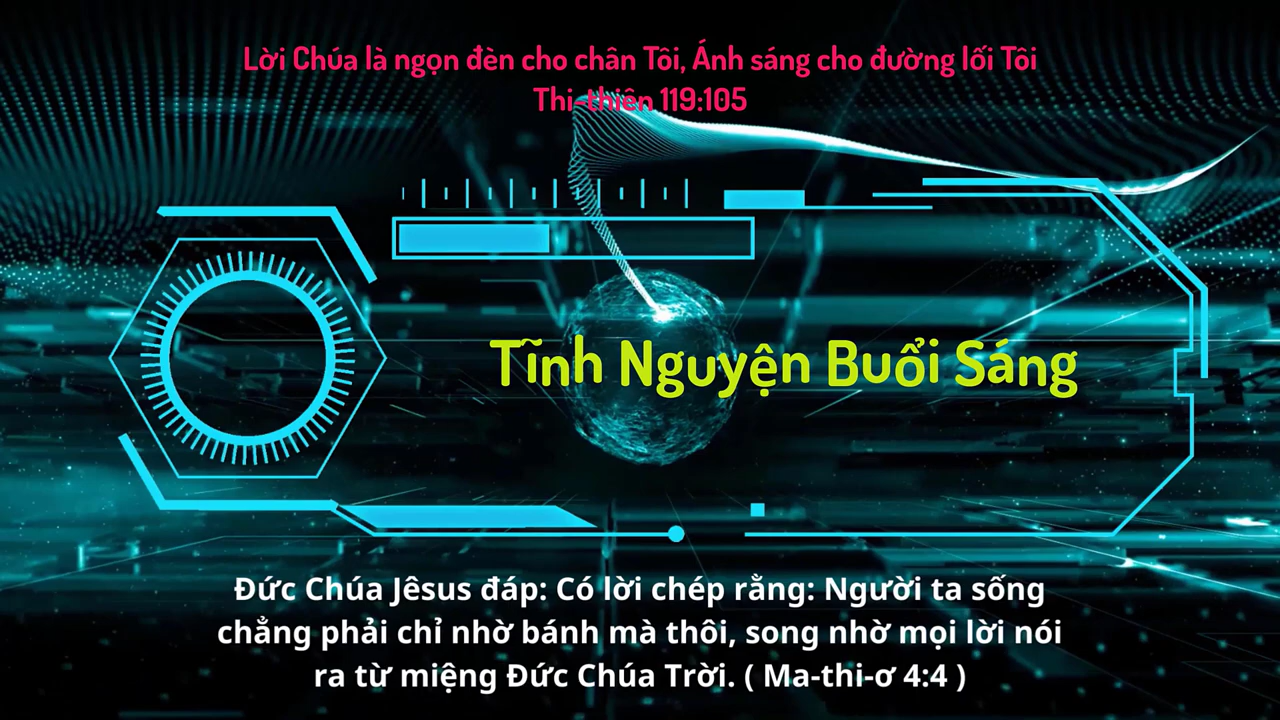 Lời Chúa là ngọn đèn cho chân Tôi, Ánh sáng cho đường lối Tôi
Thi-thiên 119:105
Tĩnh Nguyện Buổi Sáng
Đức Chúa Jêsus đáp: Có lời chép rằng: Người ta sống
chẳng phải chỉ nhờ bánh mà thôi, song nhờ mọi lời nói
ra từ miệng Đức Chúa Trời. ( Ma-thi-ơ 4:4 )